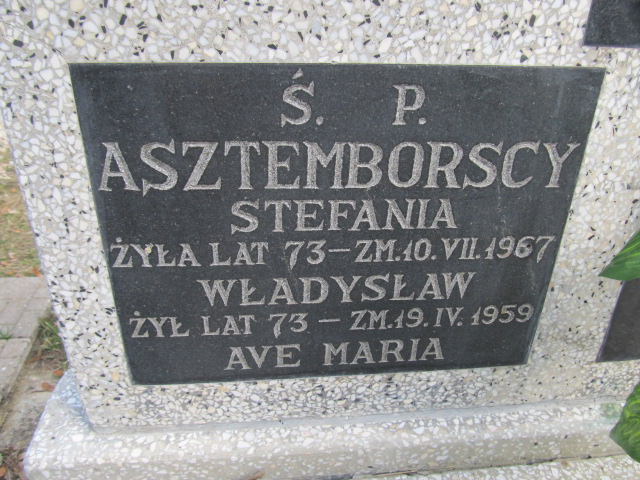 Ś. P.
ASZTEMBORSCY
STEFANIA
ŻYŁA LAT 73 – ZM. 10. VII. 1967
WŁADYSŁAW
ŻYŁ LAT 73 – ZM. 19. IV. 1959
AVE MARIA